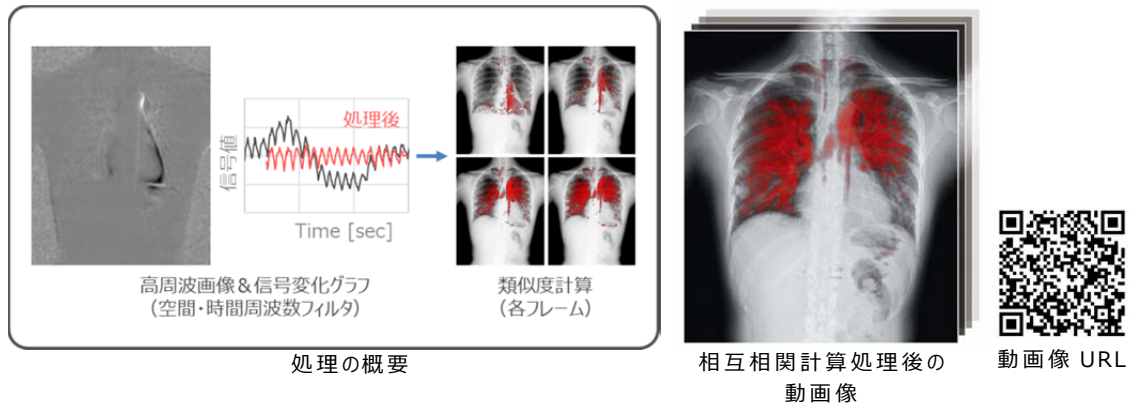 処理後
信号値
Time [sec]
高周波画像＆信号変化グラフ
（空間・時間周波数フィルタ）
類似度計算
（各フレーム）
処理の概要
相互相関計算処理後の
動画像
動画像 URL